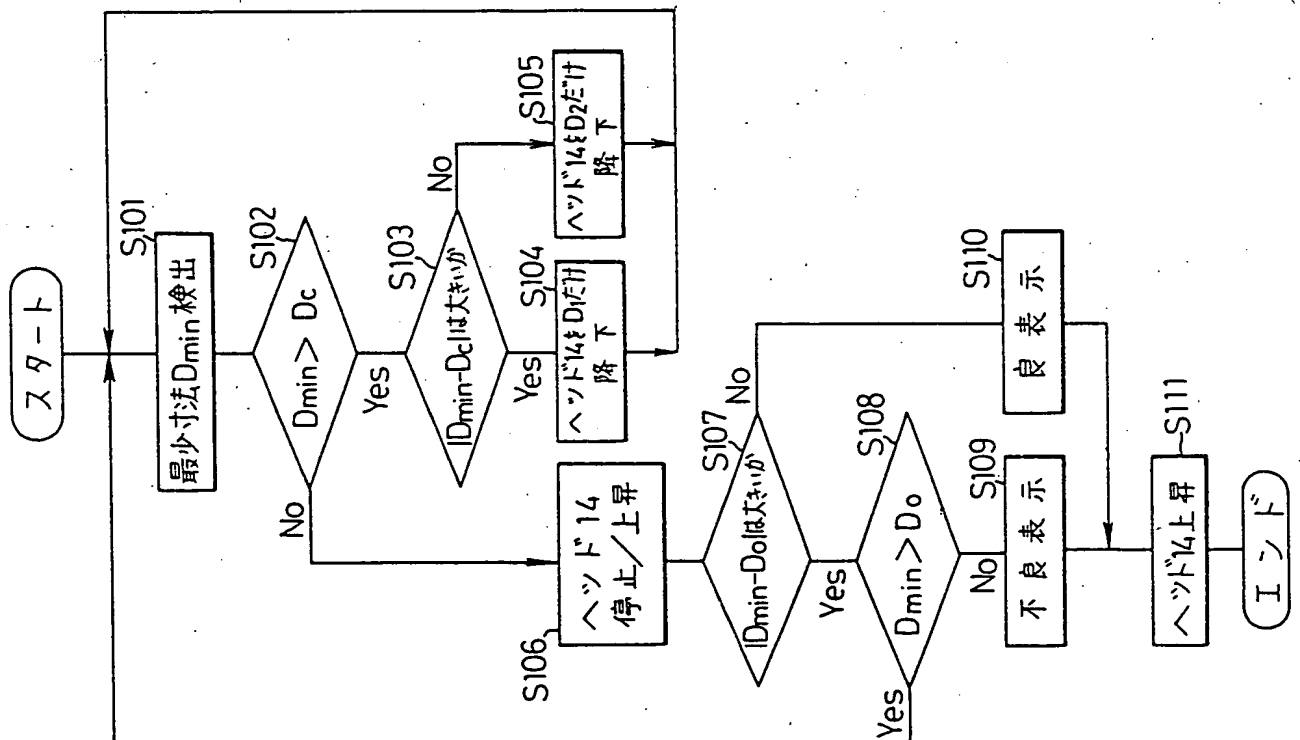 スタート
S101
最少寸法Dmin検出
S102
Dmin > Dc
No
Yes
S103
|Dmin-Dc|は大きいか
No
Yes
S104
ヘッド14をD1だけ
降下
S105
ヘッド14をD2だけ
降下
S106
ヘッド14
停止/上昇
S107
|Dmin-Do|は大きいか
No
Yes
S108
Dmin > Do
Yes
No
S109
不良表示
S110
良表示
S111
ヘッド14上昇
エンド